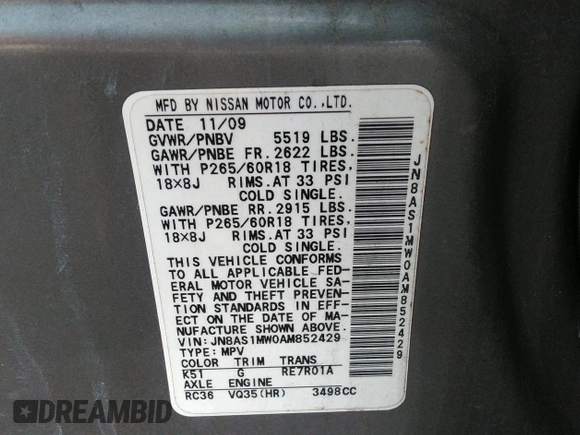 MFD BY NISSAN MOTOR CO.,LTD.
DATE 11/09
GVWR/PNBV 5519 LBS.
GAWR/PNBE FR.2622 LBS.
WITH P265/60R18 TIRES,
18X8J RIMS.AT 33 PSI
COLD SINGLE.
GAWR/PNBE RR.2915 LBS.
WITH P265/60R18 TIRES,
18X8J RIMS.AT 33 PSI
COLD SINGLE.
THIS VEHICLE CONFORMS
TO ALL APPLICABLE FED-
ERAL MOTOR VEHICLE SA-
FETY AND THEFT PREVEN-
TION STANDARDS IN EFF-
ECT ON THE DATE OF MA-
NUFACTURE SHOWN ABOVE.
VIN:JN8AS1MW0AM852429
TYPE:MPV
COLOR TRIM TRANS
K51 G RE7R01A
AXLE ENGINE
RC36 VQ35(HR) 3498CC
JN8AS1MW0AM852429
DREAMBID